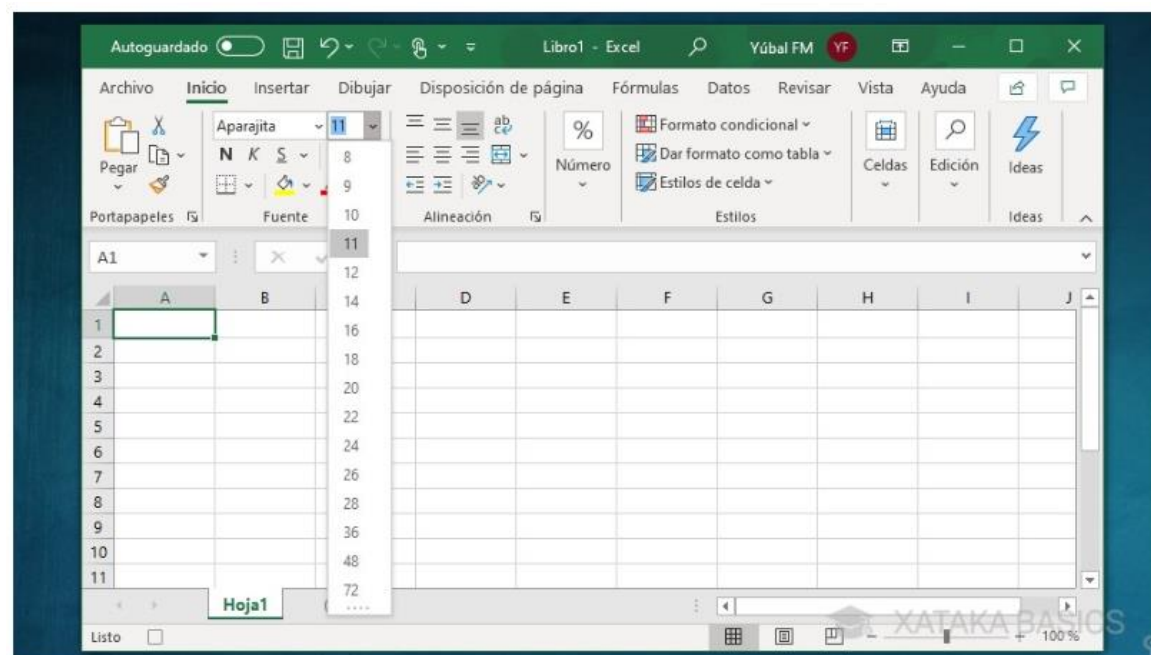 Autoguardado Libro1 - Excel Yúbal FM YF
Archivo Inicio Insertar Dibujar Disposición de página Fórmulas Datos Revisar Vista Ayuda
Aparajita 11
ab
%
Formato condicional
Pegar
N K S
Número
Dar formato como tabla
Celdas Edición Ideas
Estilos de celda
Portapapeles Fuente Alineación Estilos Ideas
8
9
10
11
12
14
16
18
20
22
24
26
28
36
48
72
A1
A B D E F G H I J
1
2
3
4
5
6
7
8
9
10
11
Hoja1
Listo 100 %
XATAKA BASICS